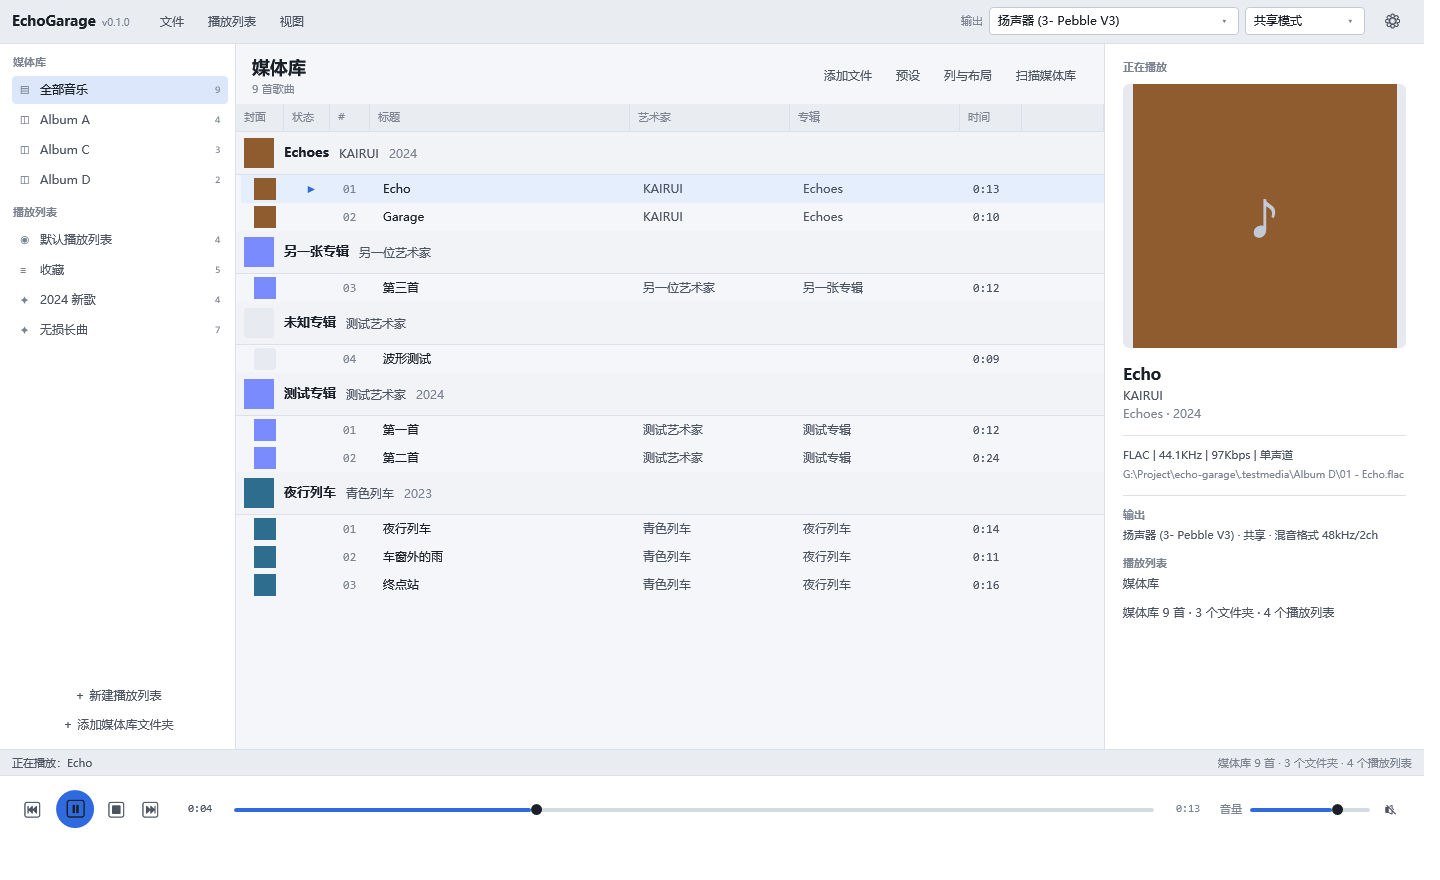 EchoGarage v0.1.0 文件 播放列表 视图 输出 扬声器 (3- Pebble V3) 共享模式
媒体库
全部音乐 9
Album A 4
Album C 3
Album D 2
播放列表
默认播放列表 4
收藏 5
2024 新歌 4
无损长曲 7
+ 新建播放列表
+ 添加媒体库文件夹
媒体库
9 首歌曲
添加文件 预设 列与布局 扫描媒体库
封面 状态 # 标题 艺术家 专辑 时间
Echoes KAIRUI 2024
01 Echo KAIRUI Echoes 0:13
02 Garage KAIRUI Echoes 0:10
另一张专辑 另一位艺术家
03 第三首 另一位艺术家 另一张专辑 0:12
未知专辑 测试艺术家
04 波形测试 0:09
测试专辑 测试艺术家 2024
01 第一首 测试艺术家 测试专辑 0:12
02 第二首 测试艺术家 测试专辑 0:24
夜行列车 青色列车 2023
01 夜行列车 青色列车 夜行列车 0:14
02 车窗外的雨 青色列车 夜行列车 0:11
03 终点站 青色列车 夜行列车 0:16
正在播放
Echo
KAIRUI
Echoes · 2024
FLAC | 44.1KHz | 97Kbps | 单声道
G:\Project\echo-garage\.testmedia\Album D\01 - Echo.flac
输出
扬声器 (3- Pebble V3) · 共享 · 混音格式 48kHz/2ch
播放列表
媒体库
媒体库 9 首 · 3 个文件夹 · 4 个播放列表
正在播放：Echo 媒体库 9 首 · 3 个文件夹 · 4 个播放列表
0:04 0:13 音量